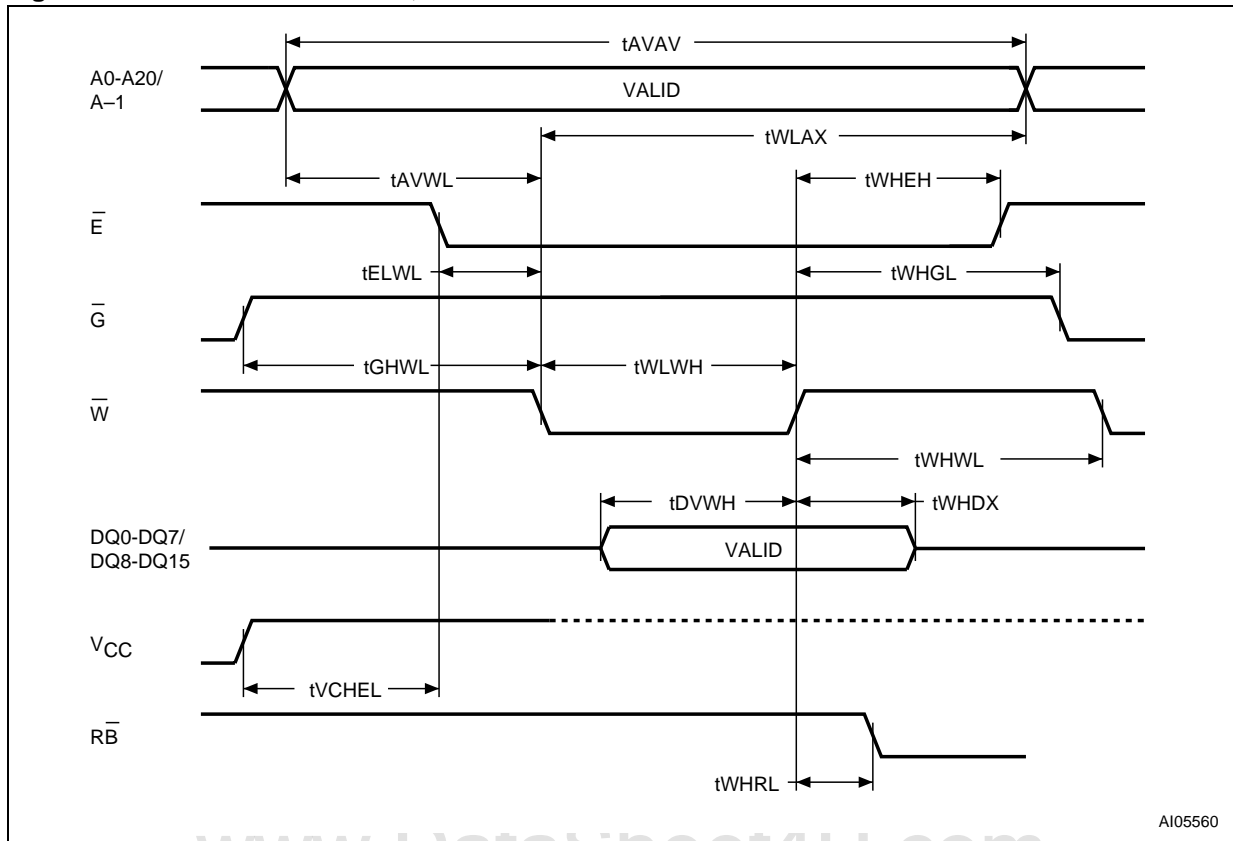 tAVAV
A0-A20/
A–1
VALID
tWLAX
tAVWL
tWHEH
E̅
tELWL
tWHGL
G̅
tGHWL
tWLWH
W̅
tWHWL
tDVWH
tWHDX
DQ0-DQ7/
DQ8-DQ15
VALID
VCC
tVCHEL
RB̅
tWHRL
AI05560